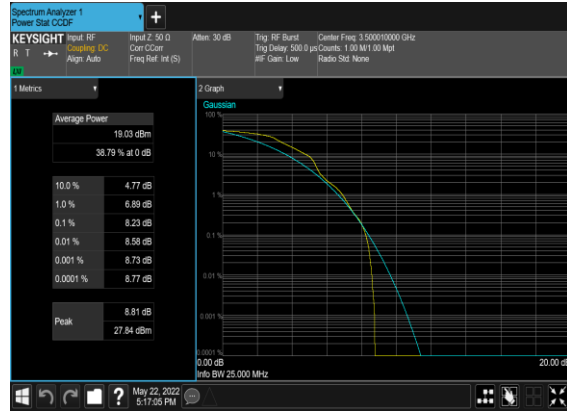 Spectrum Analyzer 1
Power Stat CCDF
KEYSIGHT
R T
Input: RF
Coupling: DC
Align: Auto
Input Z: 50 Ω
Corr CCorr
Freq Ref: Int (S)
Atten: 30 dB
Trig: RF Burst
Trig Delay: 500.0 µs
#IF Gain: Low
Center Freq: 3.500010000 GHz
Counts: 1.00 M/1.00 Mpt
Radio Std: None
1 Metrics
Average Power
19.03 dBm
38.79 % at 0 dB
10.0 % 4.77 dB
1.0 % 6.89 dB
0.1 % 8.23 dB
0.01 % 8.58 dB
0.001 % 8.73 dB
0.0001 % 8.77 dB
Peak
8.81 dB
27.84 dBm
2 Graph
Gaussian
100 %
10 %
1 %
0.1 %
0.01 %
0.001 %
0.0001 %
0.00 dB
20.00 dB
Info BW 25.000 MHz
?
May 22, 2022
5:17:05 PM